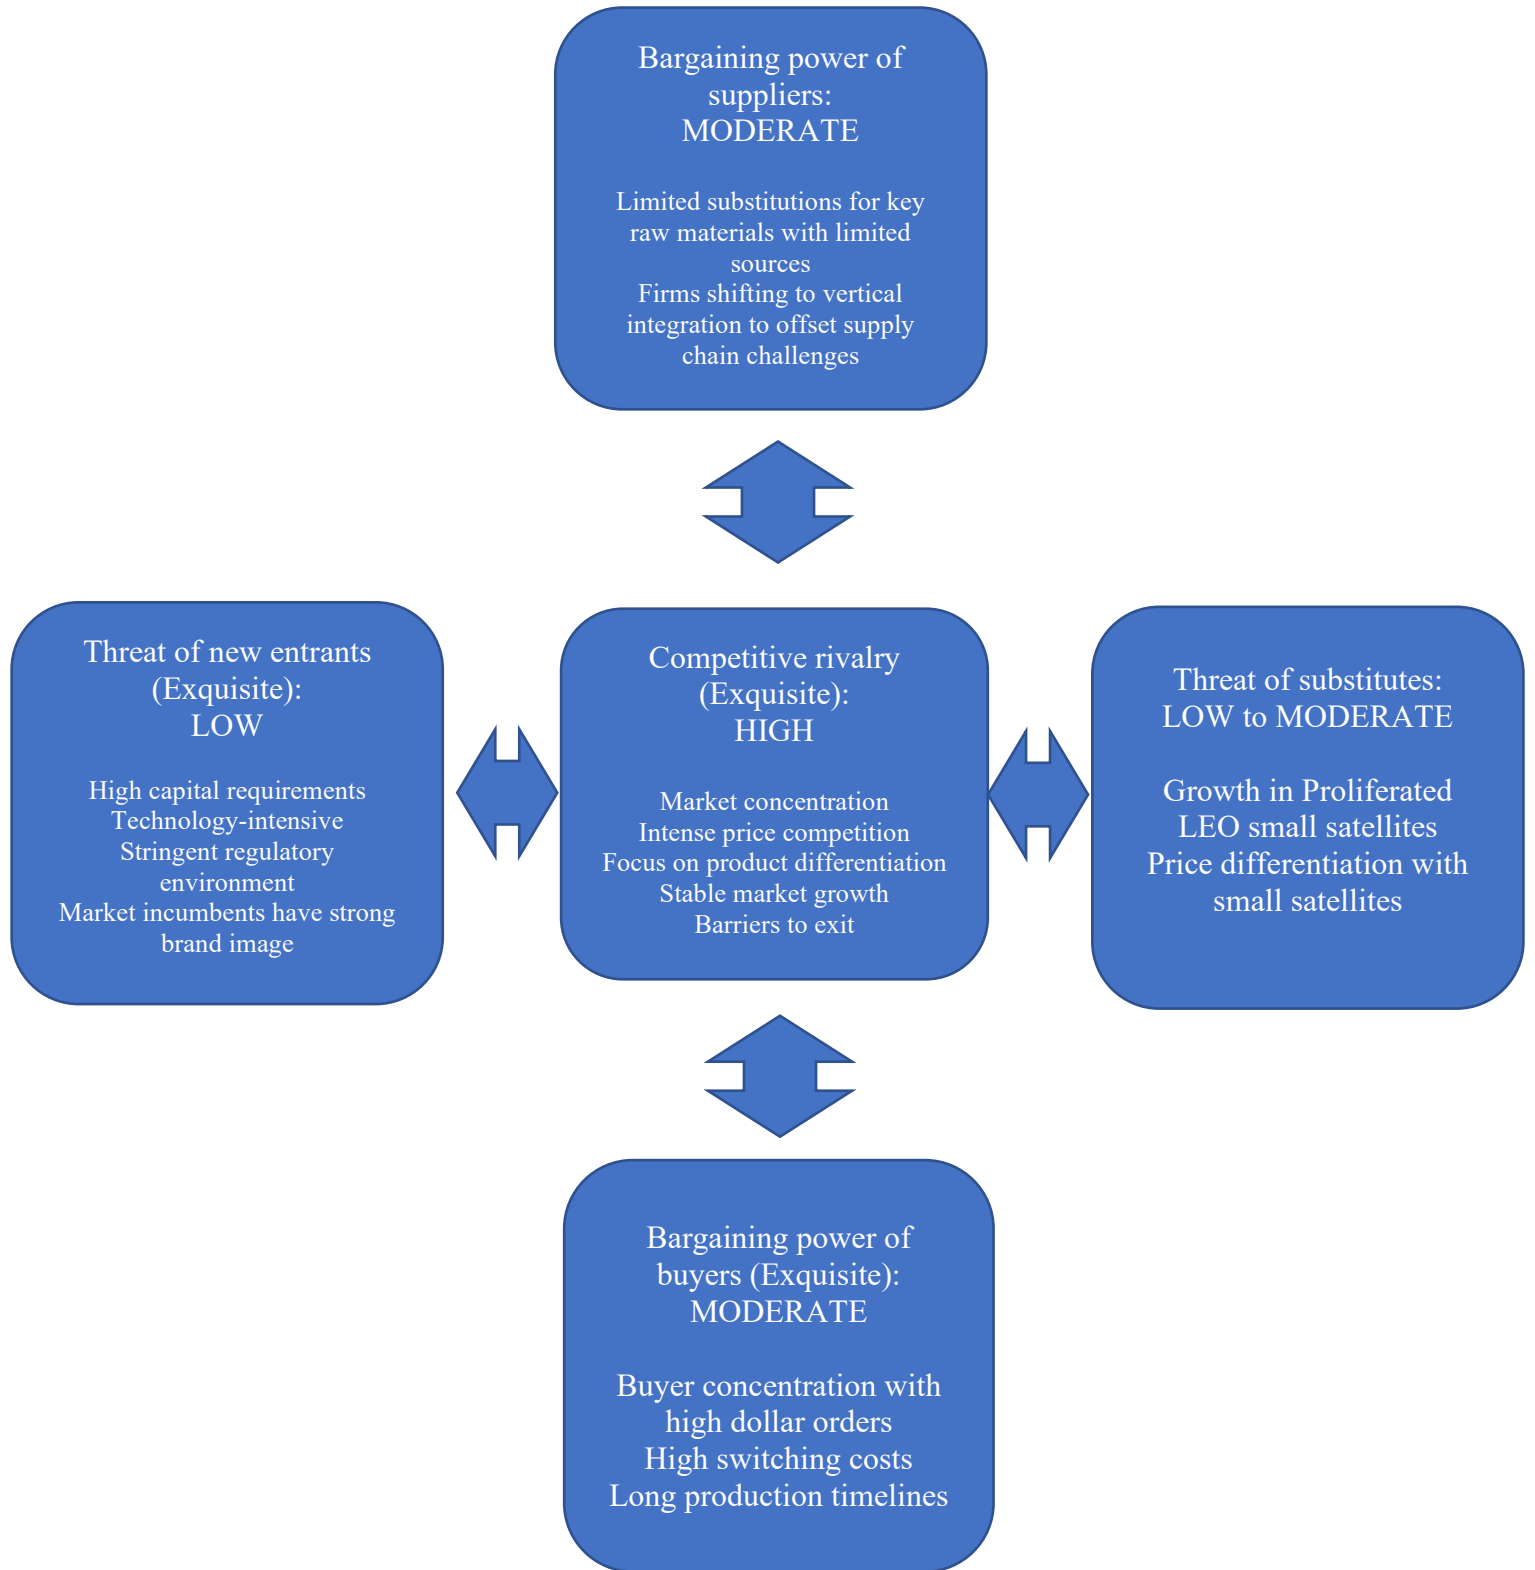 Bargaining power of
suppliers:
MODERATE
Limited substitutions for key
raw materials with limited
sources
Firms shifting to vertical
integration to offset supply
chain challenges
Threat of new entrants
(Exquisite):
LOW
High capital requirements
Technology-intensive
Stringent regulatory
environment
Market incumbents have strong
brand image
Competitive rivalry
(Exquisite):
HIGH
Market concentration
Intense price competition
Focus on product differentiation
Stable market growth
Barriers to exit
Threat of substitutes:
LOW to MODERATE
Growth in Proliferated
LEO small satellites
Price differentiation with
small satellites
Bargaining power of
buyers (Exquisite):
MODERATE
Buyer concentration with
high dollar orders
High switching costs
Long production timelines